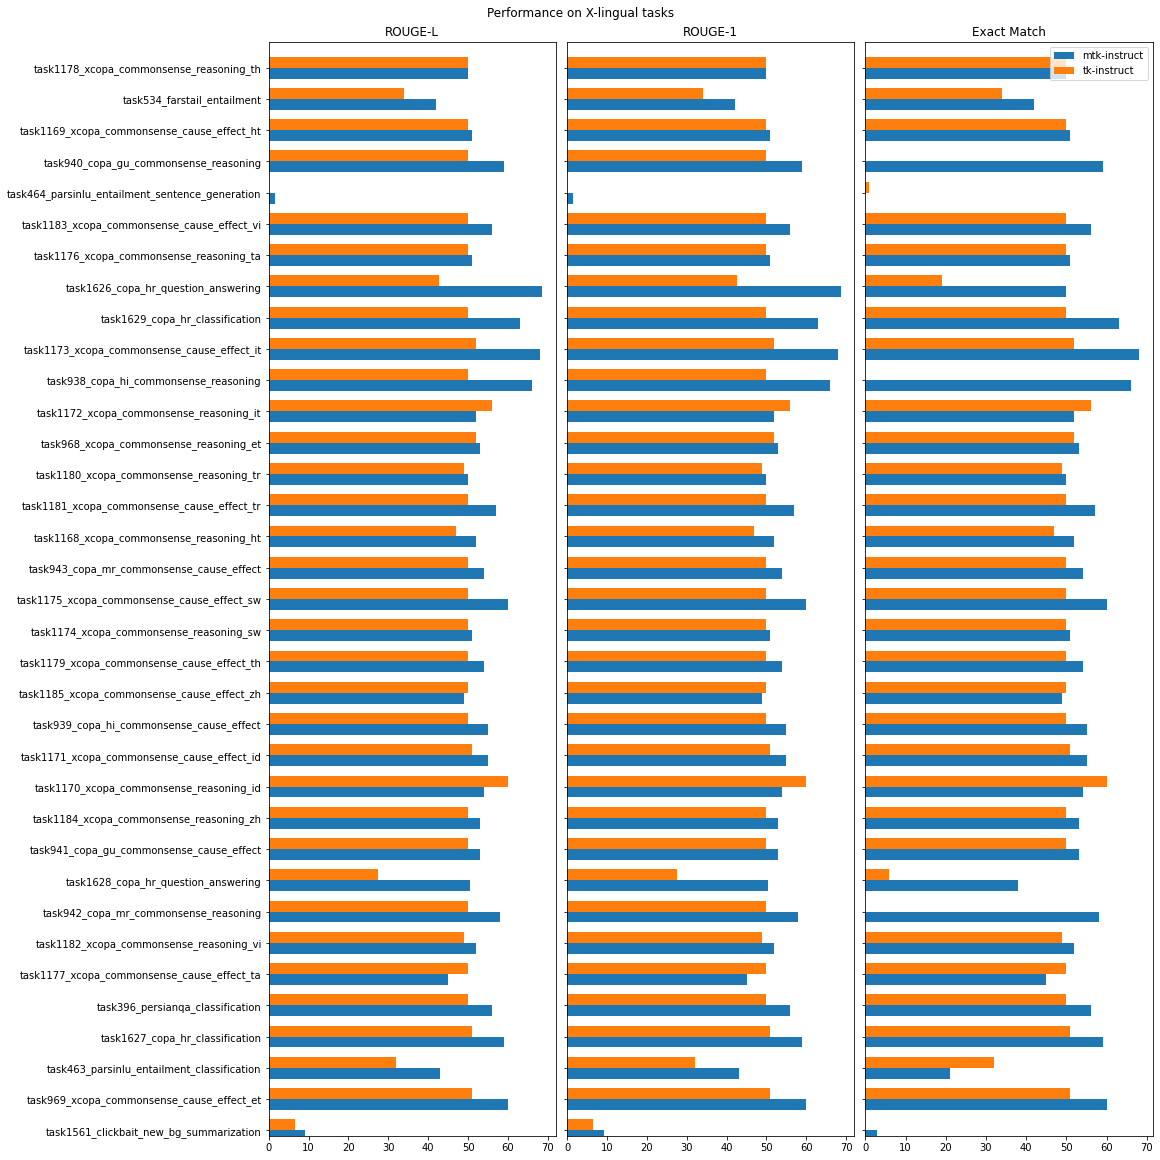 Performance on X-lingual tasks
ROUGE-L
ROUGE-1
Exact Match
mtk-instruct
tk-instruct
task1178_xcopa_commonsense_reasoning_th
task534_farstail_entailment
task1169_xcopa_commonsense_cause_effect_ht
task940_copa_gu_commonsense_reasoning
task464_parsinlu_entailment_sentence_generation
task1183_xcopa_commonsense_cause_effect_vi
task1176_xcopa_commonsense_reasoning_ta
task1626_copa_hr_question_answering
task1629_copa_hr_classification
task1173_xcopa_commonsense_cause_effect_it
task938_copa_hi_commonsense_reasoning
task1172_xcopa_commonsense_reasoning_it
task968_xcopa_commonsense_reasoning_et
task1180_xcopa_commonsense_reasoning_tr
task1181_xcopa_commonsense_cause_effect_tr
task1168_xcopa_commonsense_reasoning_ht
task943_copa_mr_commonsense_cause_effect
task1175_xcopa_commonsense_cause_effect_sw
task1174_xcopa_commonsense_reasoning_sw
task1179_xcopa_commonsense_cause_effect_th
task1185_xcopa_commonsense_cause_effect_zh
task939_copa_hi_commonsense_cause_effect
task1171_xcopa_commonsense_cause_effect_id
task1170_xcopa_commonsense_reasoning_id
task1184_xcopa_commonsense_reasoning_zh
task941_copa_gu_commonsense_cause_effect
task1628_copa_hr_question_answering
task942_copa_mr_commonsense_reasoning
task1182_xcopa_commonsense_reasoning_vi
task1177_xcopa_commonsense_cause_effect_ta
task396_persianqa_classification
task1627_copa_hr_classification
task463_parsinlu_entailment_classification
task969_xcopa_commonsense_cause_effect_et
task1561_clickbait_new_bg_summarization
0 10 20 30 40 50 60 70
0 10 20 30 40 50 60 70
0 10 20 30 40 50 60 70